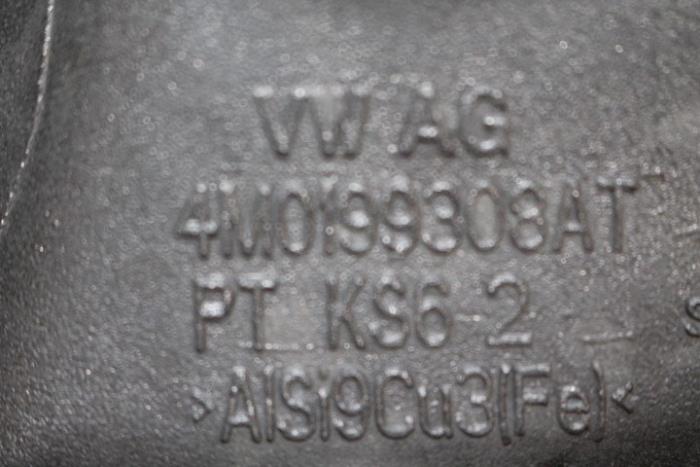 VW AG
4M0199308AT
PT KS6-2
>AlSi9Cu3(Fe)<